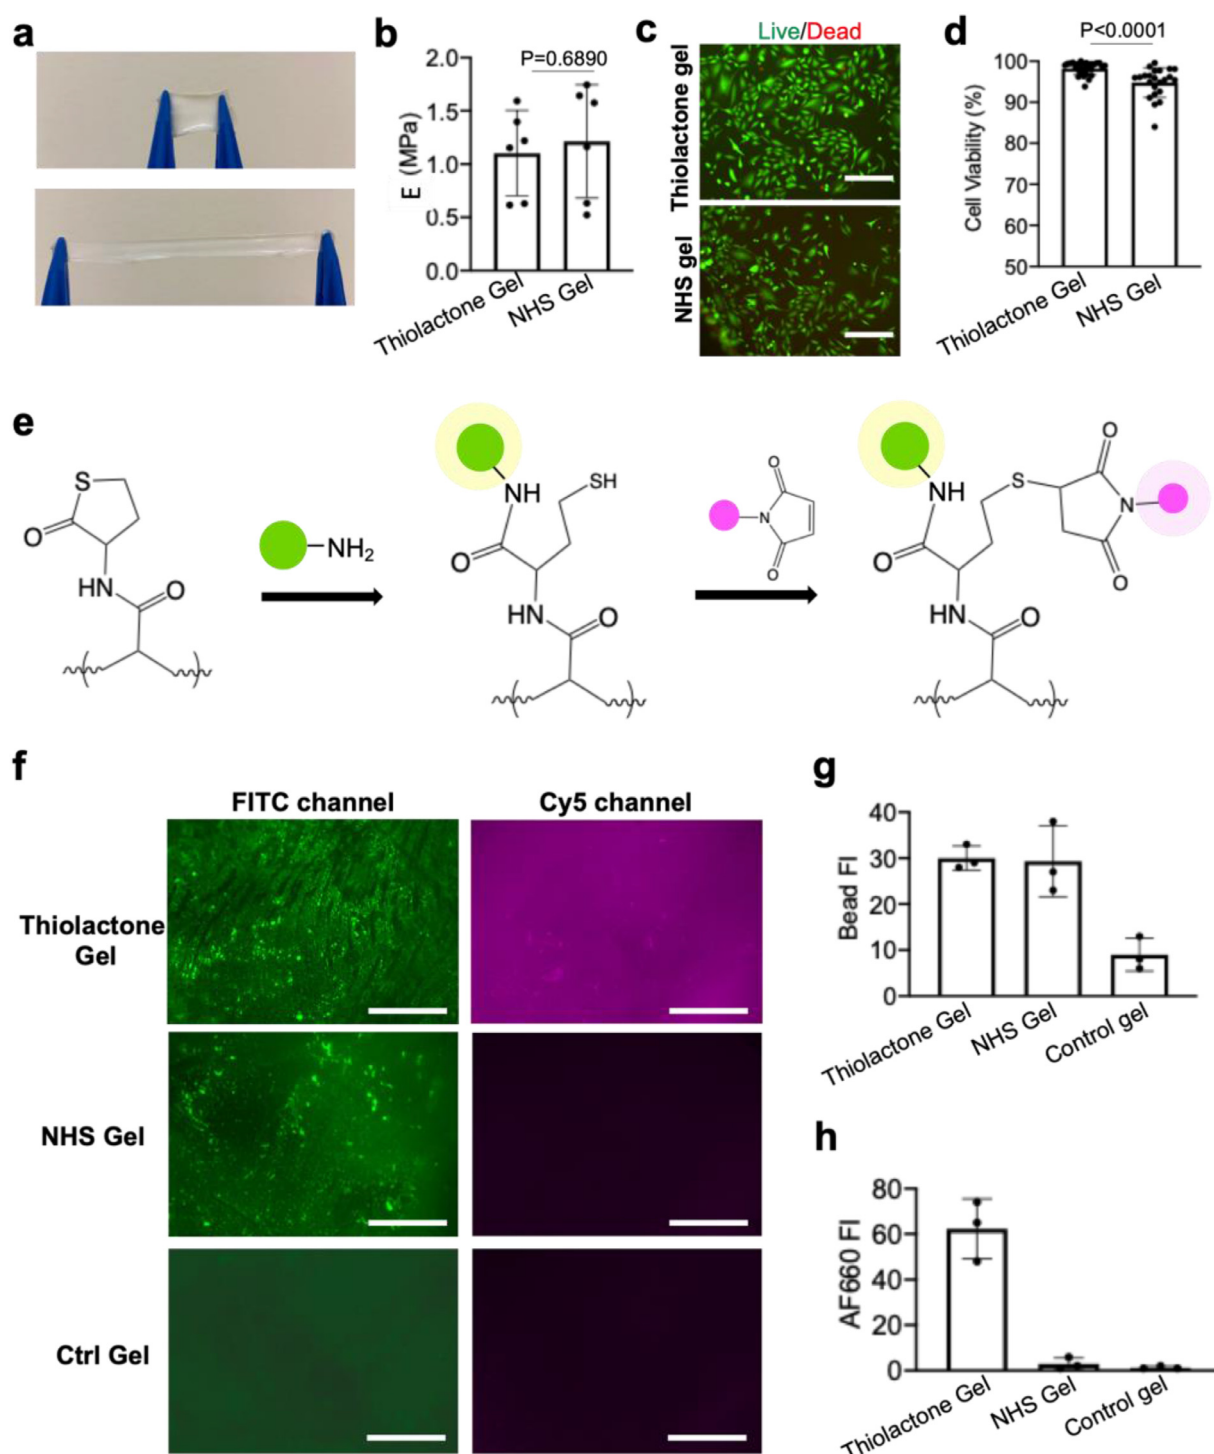 a
b
P=0.6890
2.0
1.5
1.0
0.5
0.0
E (MPa)
Thiolactone Gel
NHS Gel
c
Live/Dead
Thiolactone gel
NHS gel
d
P<0.0001
100
90
80
70
60
50
Cell Viability (%)
Thiolactone Gel
NHS Gel
e
S
O
HN
O
NH₂
NH
SH
O
HN
O
O
N
O
NH
S
O
N
O
O
HN
O
f
FITC channel
Cy5 channel
Thiolactone
Gel
NHS Gel
Ctrl Gel
g
40
30
20
10
0
Bead FI
Thiolactone Gel
NHS Gel
Control gel
h
80
60
40
20
0
AF660 FI
Thiolactone Gel
NHS Gel
Control gel